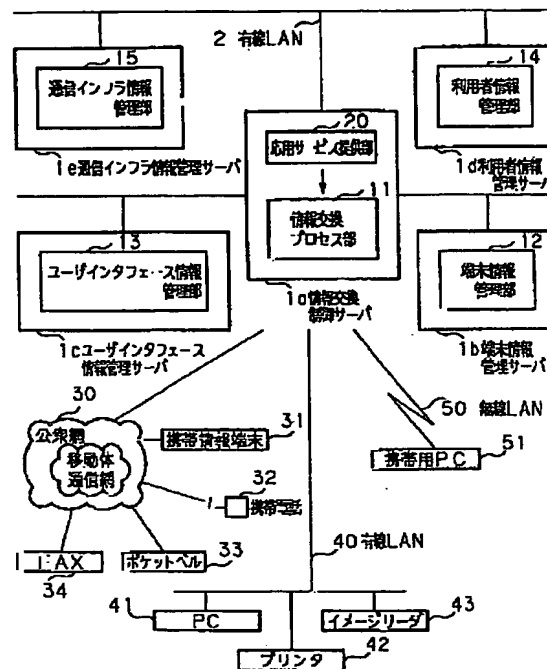 2 有線LAN
15
通信インフラ情報
管理部
1e通信インフラ情報管理サーバ
14
利用者情報
管理部
1d利用者情報
管理サーバ
20
応用サービス提供部
11
情報交換
プロセス部
1a情報交換
制御サーバ
13
ユーザインタフェース情報
管理部
1cユーザインタフェース
情報管理サーバ
12
端末情報
管理部
1b端末情報
管理サーバ
30
公衆網
移動体
通信網
31
携帯情報端末
32
携帯電話
33
ポケットベル
34
FAX
50 無線LAN
51
携帯用PC
40 有線LAN
41
PC
42
プリンタ
43
イメージリーダ